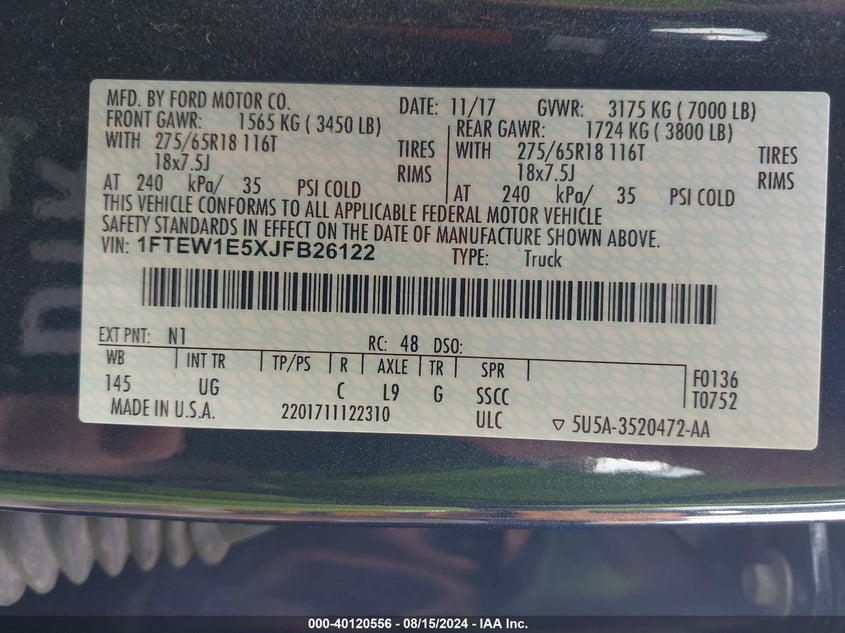 MFD. BY FORD MOTOR CO. DATE: 11/17 GVWR: 3175 KG ( 7000 LB)
FRONT GAWR: 1565 KG ( 3450 LB) REAR GAWR: 1724 KG ( 3800 LB)
WITH 275/65R18 116T TIRES WITH 275/65R18 116T TIRES
18x7.5J RIMS 18x7.5J RIMS
AT 240 kPa/ 35 PSI COLD AT 240 kPa/ 35 PSI COLD
THIS VEHICLE CONFORMS TO ALL APPLICABLE FEDERAL MOTOR VEHICLE
SAFETY STANDARDS IN EFFECT ON THE DATE OF MANUFACTURE SHOWN ABOVE.
VIN: 1FTEW1E5XJFB26122 TYPE: Truck
EXT PNT: N1 RC: 48 DSO:
WB INT TR TP/PS R AXLE TR SPR F0136
145 UG C L9 G SSCC T0752
MADE IN U.S.A. 2201711122310 ULC ▽ 5U5A-3520472-AA
000-40120556 - 08/15/2024 - IAA Inc.